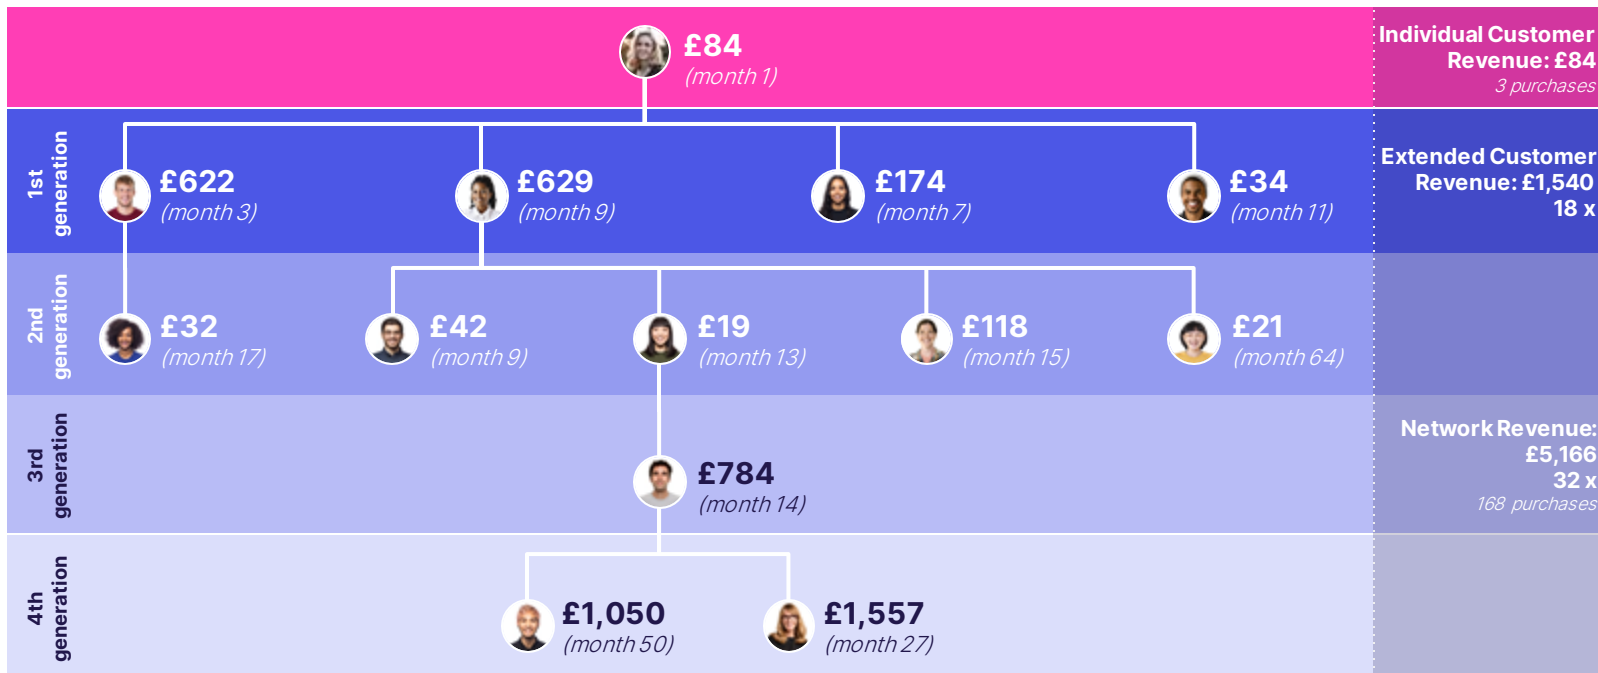 £84
(month 1)
Individual Customer
Revenue: £84
3 purchases
1st
generation
£622
(month 3)
£629
(month 9)
£174
(month 7)
£34
(month 11)
Extended Customer
Revenue: £1,540
18 x
2nd
generation
£32
(month 17)
£42
(month 9)
£19
(month 13)
£118
(month 15)
£21
(month 64)
3rd
generation
£784
(month 14)
Network Revenue:
£5,166
32 x
168 purchases
4th
generation
£1,050
(month 50)
£1,557
(month 27)